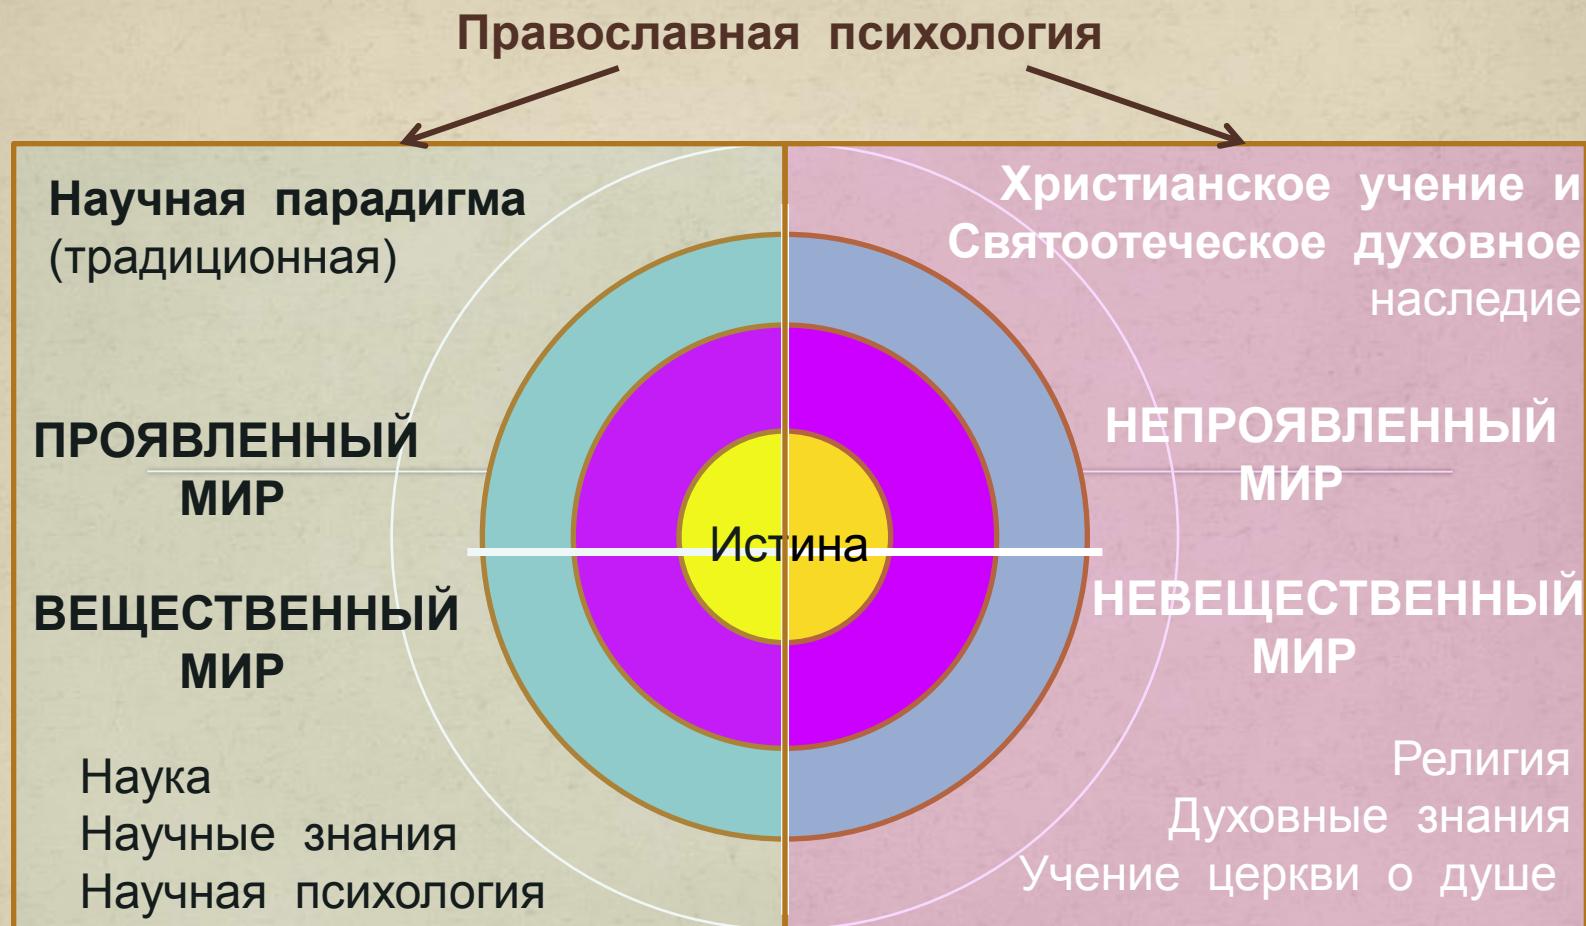 Православная психология
Научная парадигма
(традиционная)
ПРОЯВЛЕННЫЙ
МИР
ВЕЩЕСТВЕННЫЙ
МИР
Наука
Научные знания
Научная психология
Истина
Христианское учение и
Святоотеческое духовное
наследие
НЕПРОЯВЛЕННЫЙ
МИР
НЕВЕЩЕСТВЕННЫЙ
МИР
Религия
Духовные знания
Учение церкви о душе